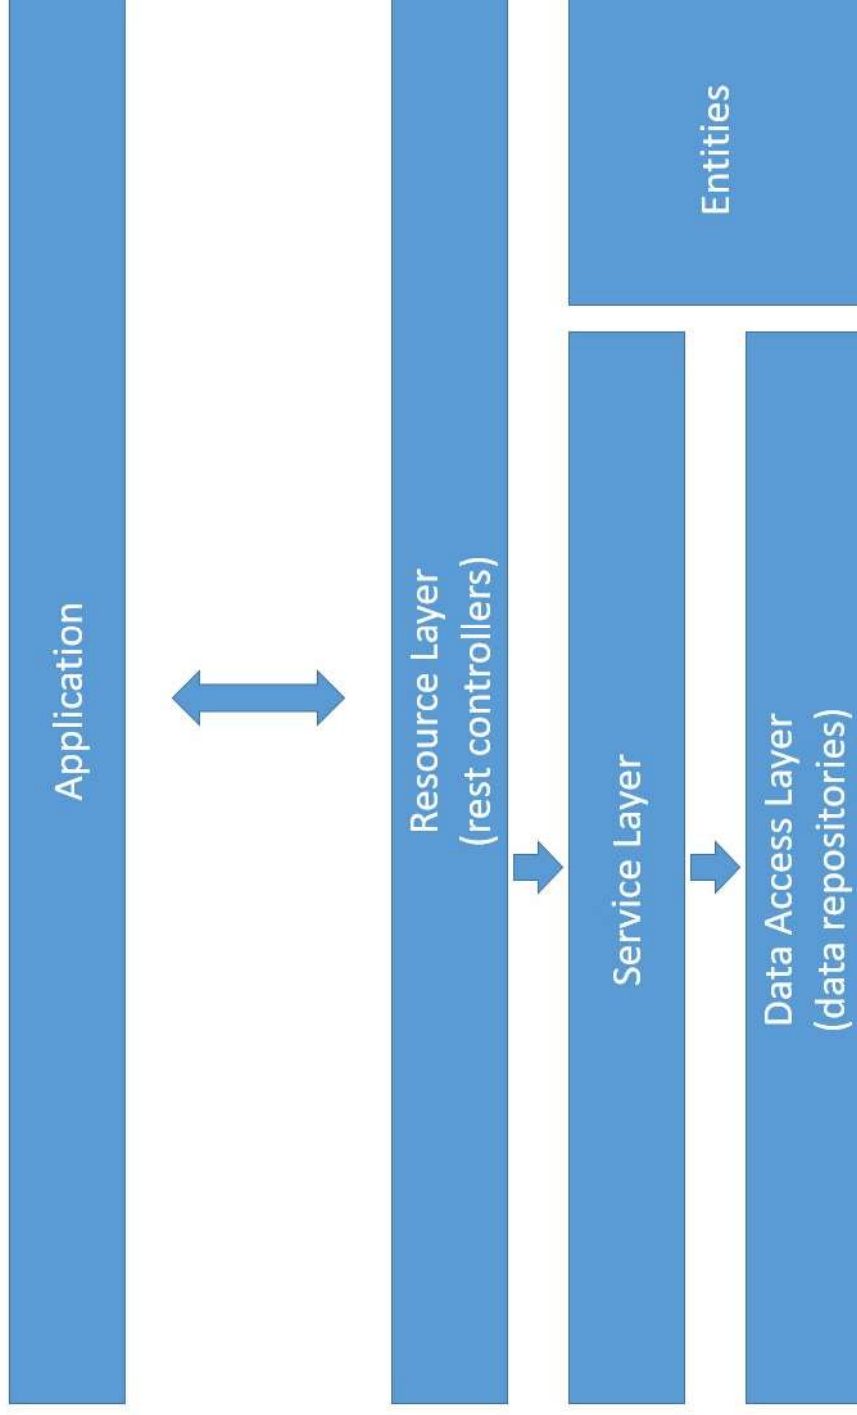 Application
Resource Layer
(rest controllers)
Service Layer
Entities
Data Access Layer
(data repositories)